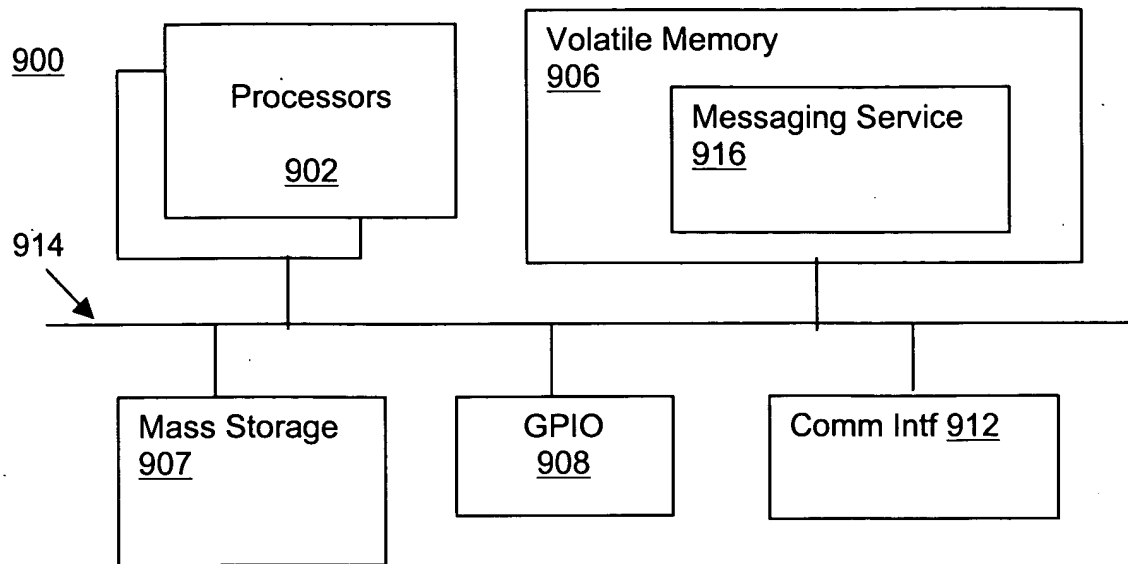 900
Processors
902
Volatile Memory
906
Messaging Service
916
914
Mass Storage
907
GPIO
908
Comm Intf 912